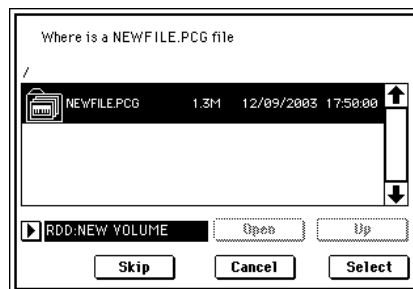 Where is a NEWFILE.PCG file
/
NEWFILE.PCG 1.3M 12/09/2003 17:50:00
RDD:NEW VOLUME Open Up
Skip Cancel Select